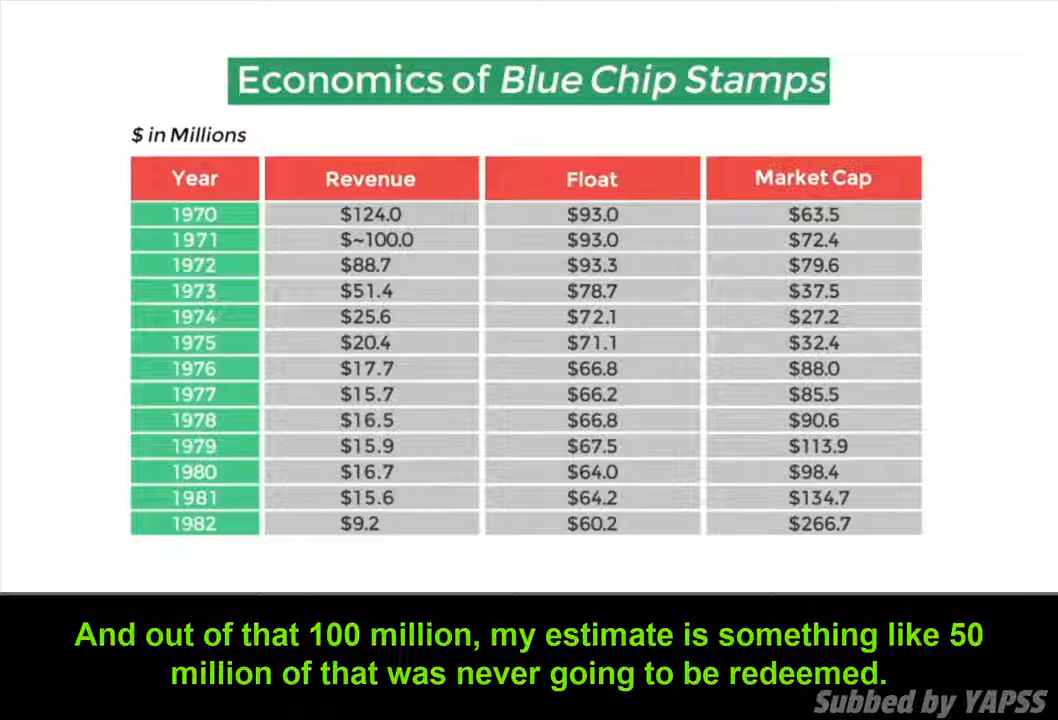 Economics of Blue Chip Stamps
$ in Millions
Year Revenue Float Market Cap
1970 $124.0 $93.0 $63.5
1971 $~100.0 $93.0 $72.4
1972 $88.7 $93.3 $79.6
1973 $51.4 $78.7 $37.5
1974 $25.6 $72.1 $27.2
1975 $20.4 $71.1 $32.4
1976 $17.7 $66.8 $88.0
1977 $15.7 $66.2 $85.5
1978 $16.5 $66.8 $90.6
1979 $15.9 $67.5 $113.9
1980 $16.7 $64.0 $98.4
1981 $15.6 $64.2 $134.7
1982 $9.2 $60.2 $266.7
And out of that 100 million, my estimate is something like 50
million of that was never going to be redeemed.
Subbed by YAPSS